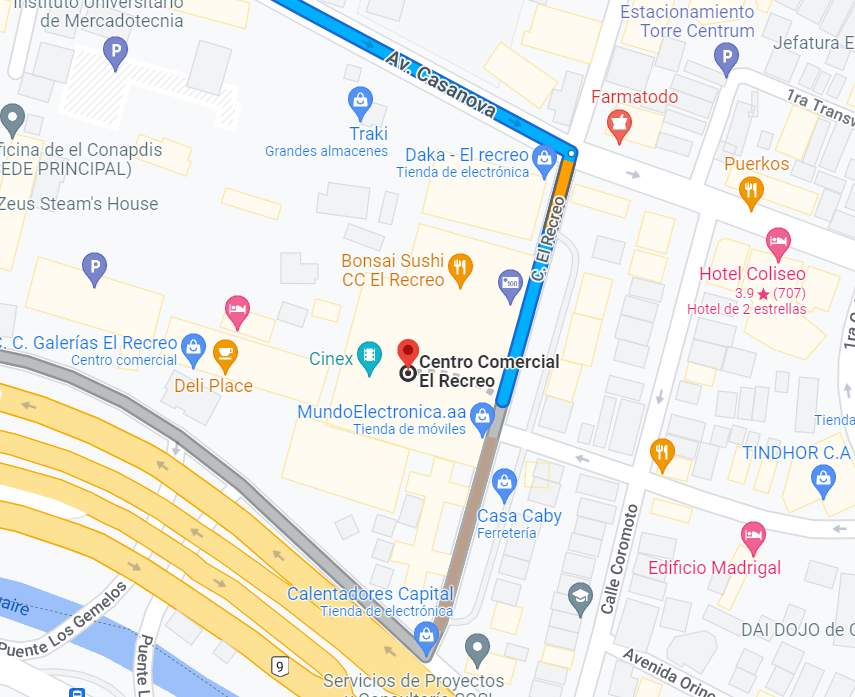 Instituto Universitario
de Mercadotecnia
Estacionamiento
Torre Centrum
P
P
Jefatura E
Av. Casanova
Farmatodo
1ra Transv
Traki
Grandes almacenes
Daka - El recreo
Tienda de electrónica
ficina de el Conapdis
EDE PRINCIPAL)
Puerkos
Zeus Steam's House
C. El Recreo
Bonsai Sushi
CC El Recreo
P
Hotel Coliseo
3.9 ★ (707)
Hotel de 2 estrellas
C. C. Galerías El Recreo
Centro comercial
Cinex
Centro Comercial
El Recreo
1ra
Deli Place
MundoElectronica.aa
Tienda de móviles
Tienda
TINDHOR C.A
Casa Caby
Ferretería
Calle Coromoto
Edificio Madrigal
Calentadores Capital
Tienda de electrónica
aire
Puente Los Gemelos
DAI DOJO de
Puente L
9
Servicios de Proyectos
Avenida Orino